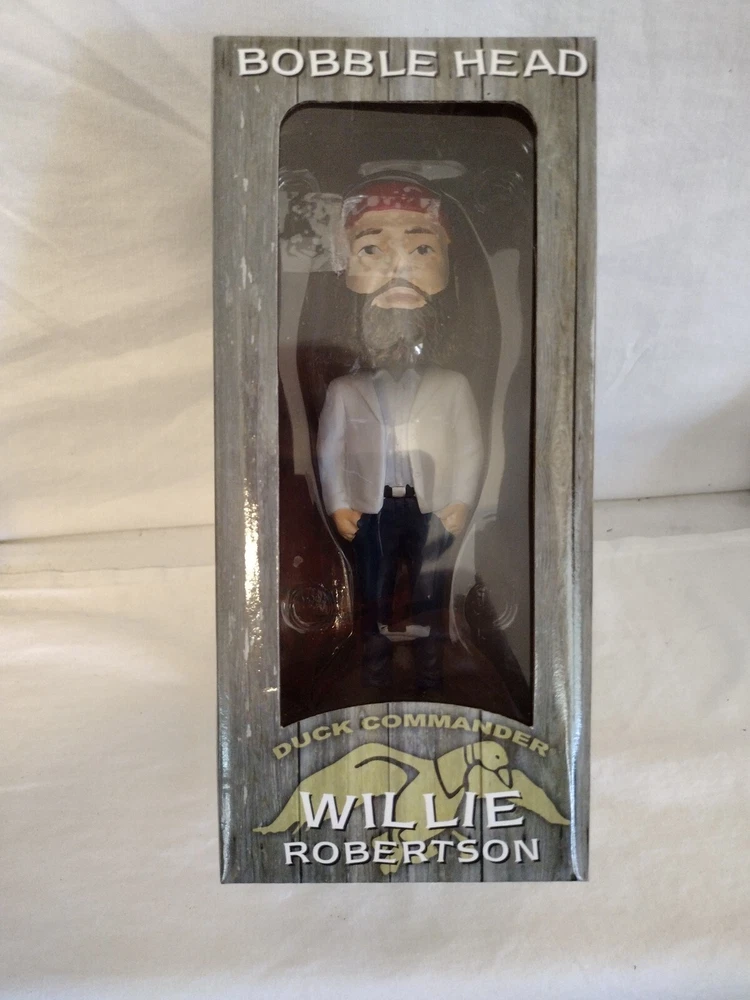 BOBBLE HEAD
DUCK COMMANDER
WILLIE
ROBERTSON